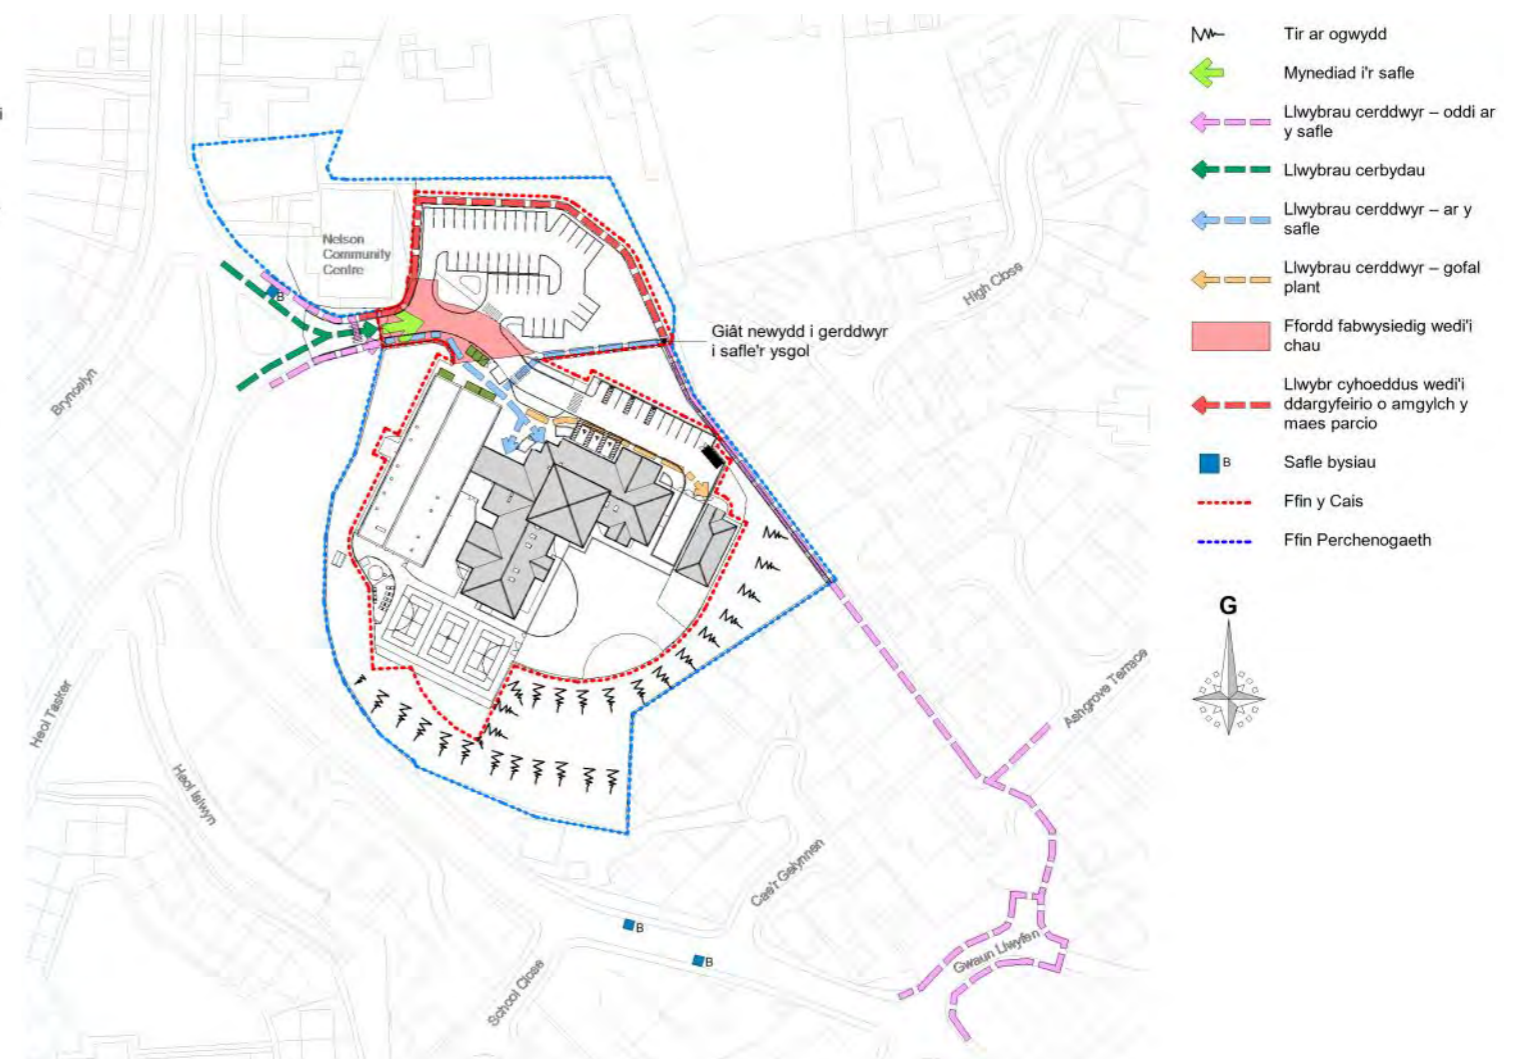 i
Nelson
Community
Centre
B
Bryncelyn
High Close
Giât newydd i gerddwyr
i safle'r ysgol
Heol Tasker
Heol Islwyn
School Close
B
B
Cae'r Gelynnen
Ashgrove Terrace
Gwaun Llwyfen
Tir ar ogwydd
Mynediad i'r safle
Llwybrau cerddwyr – oddi ar
y safle
Llwybrau cerbydau
Llwybrau cerddwyr – ar y
safle
Llwybrau cerddwyr – gofal
plant
Ffordd fabwysiedig wedi'i
chau
Llwybr cyhoeddus wedi'i
ddargyfeirio o amgylch y
maes parcio
B
Safle bysiau
Ffin y Cais
Ffin Perchenogaeth
G